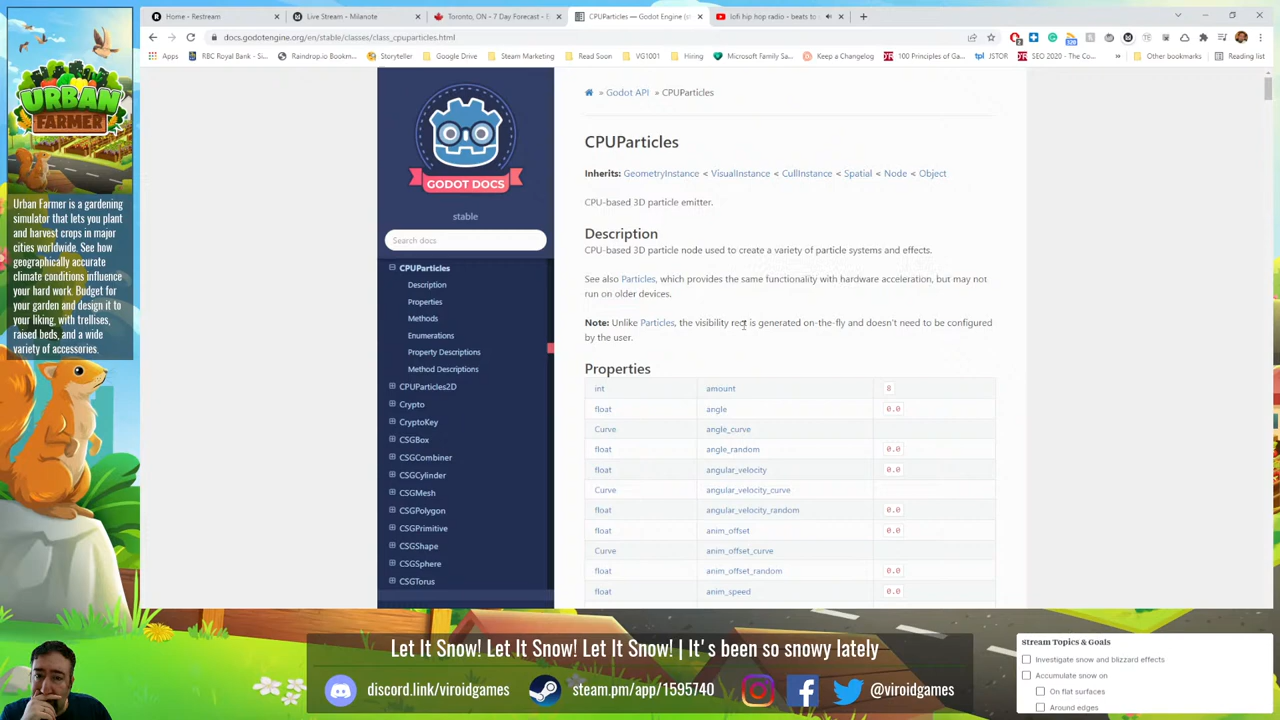 Home - Restream
Live Stream - Milanote
Toronto, ON - 7 Day Forecast - E
CPUParticles — Godot Engine (s
lofi hip hop radio - beats to
docs.godotengine.org/en/stable/classes/class_cpuparticles.html
Apps
RBC Royal Bank - Si...
Raindrop.io Bookm...
Storyteller
Google Drive
Steam Marketing
Read Soon
VG1001
Hiring
Microsoft Family Sa...
Keep a Changelog
100 Principles of Ga...
JSTOR
SEO 2020 - The Co...
Other bookmarks
Reading list
URBAN
FARMER
Urban Farmer is a gardening
simulator that lets you plant
and harvest crops in major
cities worldwide. See how
geographically accurate
climate conditions influence
your hard work. Budget for
your garden and design it to
your liking, with trellises,
raised beds, and a wide
variety of accessories.
GODOT DOCS
stable
Search docs
CPUParticles
Description
Properties
Methods
Enumerations
Property Descriptions
Method Descriptions
CPUParticles2D
Crypto
CryptoKey
CSGBox
CSGCombiner
CSGCylinder
CSGMesh
CSGPolygon
CSGPrimitive
CSGShape
CSGSphere
CSGTorus
» Godot API » CPUParticles
CPUParticles
Inherits: GeometryInstance < VisualInstance < CullInstance < Spatial < Node < Object
CPU-based 3D particle emitter.
Description
CPU-based 3D particle node used to create a variety of particle systems and effects.
See also Particles, which provides the same functionality with hardware acceleration, but may not
run on older devices.
Note: Unlike Particles, the visibility rect is generated on-the-fly and doesn't need to be configured
by the user.
Properties
int amount 8
float angle 0.0
Curve angle_curve
float angle_random 0.0
float angular_velocity 0.0
Curve angular_velocity_curve
float angular_velocity_random 0.0
float anim_offset 0.0
Curve anim_offset_curve
float anim_offset_random 0.0
float anim_speed 0.0
Let It Snow! Let It Snow! Let It Snow! | It's been so snowy lately
discord.link/viroidgames
steam.pm/app/1595740
@viroidgames
Stream Topics & Goals
Investigate snow and blizzard effects
Accumulate snow on
On flat surfaces
Around edges